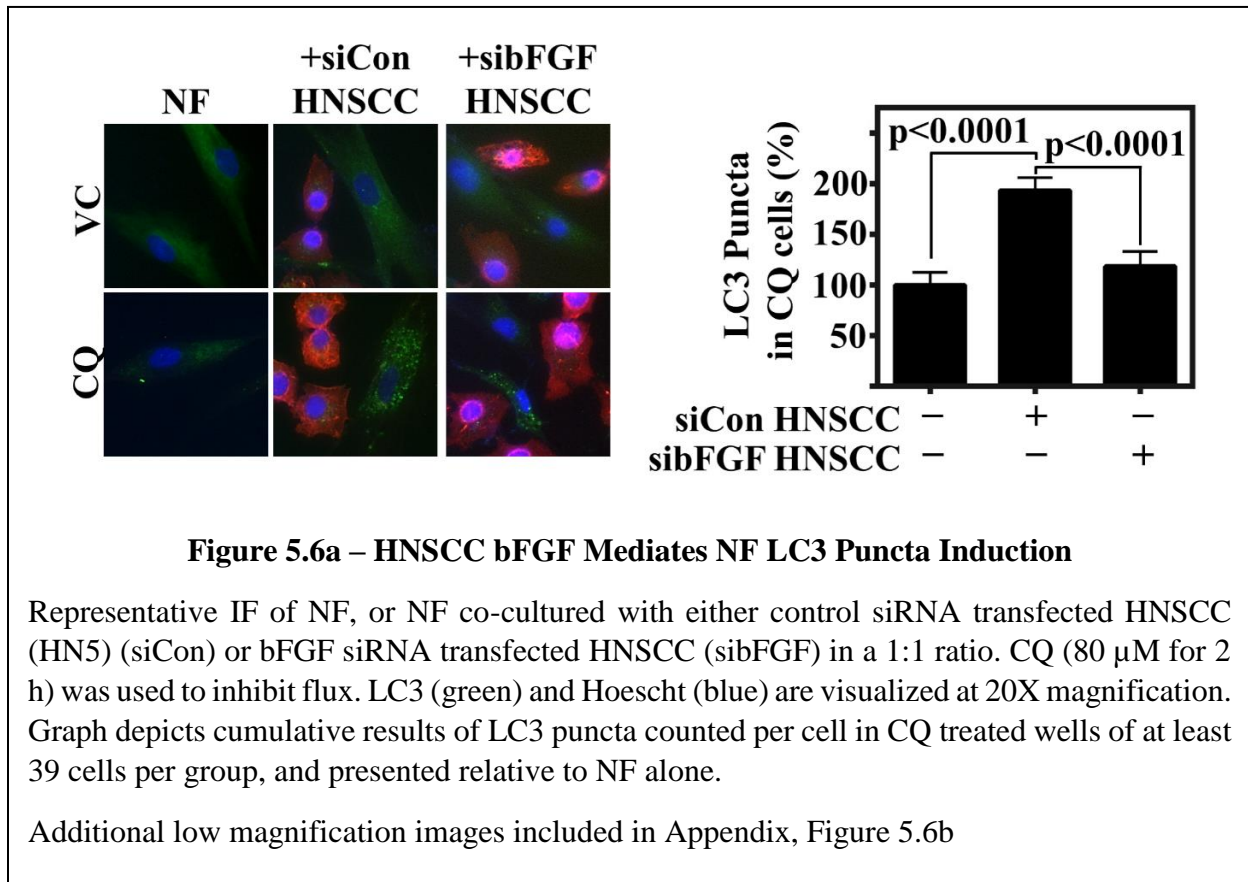 +siCon +sibFGF
NF HNSCC HNSCC
VC
CQ
LC3 Puncta
in CQ cells (%)
p<0.0001
p<0.0001
200
150
100
50
siCon HNSCC − + −
sibFGF HNSCC − − +
Figure 5.6a – HNSCC bFGF Mediates NF LC3 Puncta Induction
Representative IF of NF, or NF co-cultured with either control siRNA transfected HNSCC
(HN5) (siCon) or bFGF siRNA transfected HNSCC (sibFGF) in a 1:1 ratio. CQ (80 µM for 2
h) was used to inhibit flux. LC3 (green) and Hoescht (blue) are visualized at 20X magnification.
Graph depicts cumulative results of LC3 puncta counted per cell in CQ treated wells of at least
39 cells per group, and presented relative to NF alone.
Additional low magnification images included in Appendix, Figure 5.6b